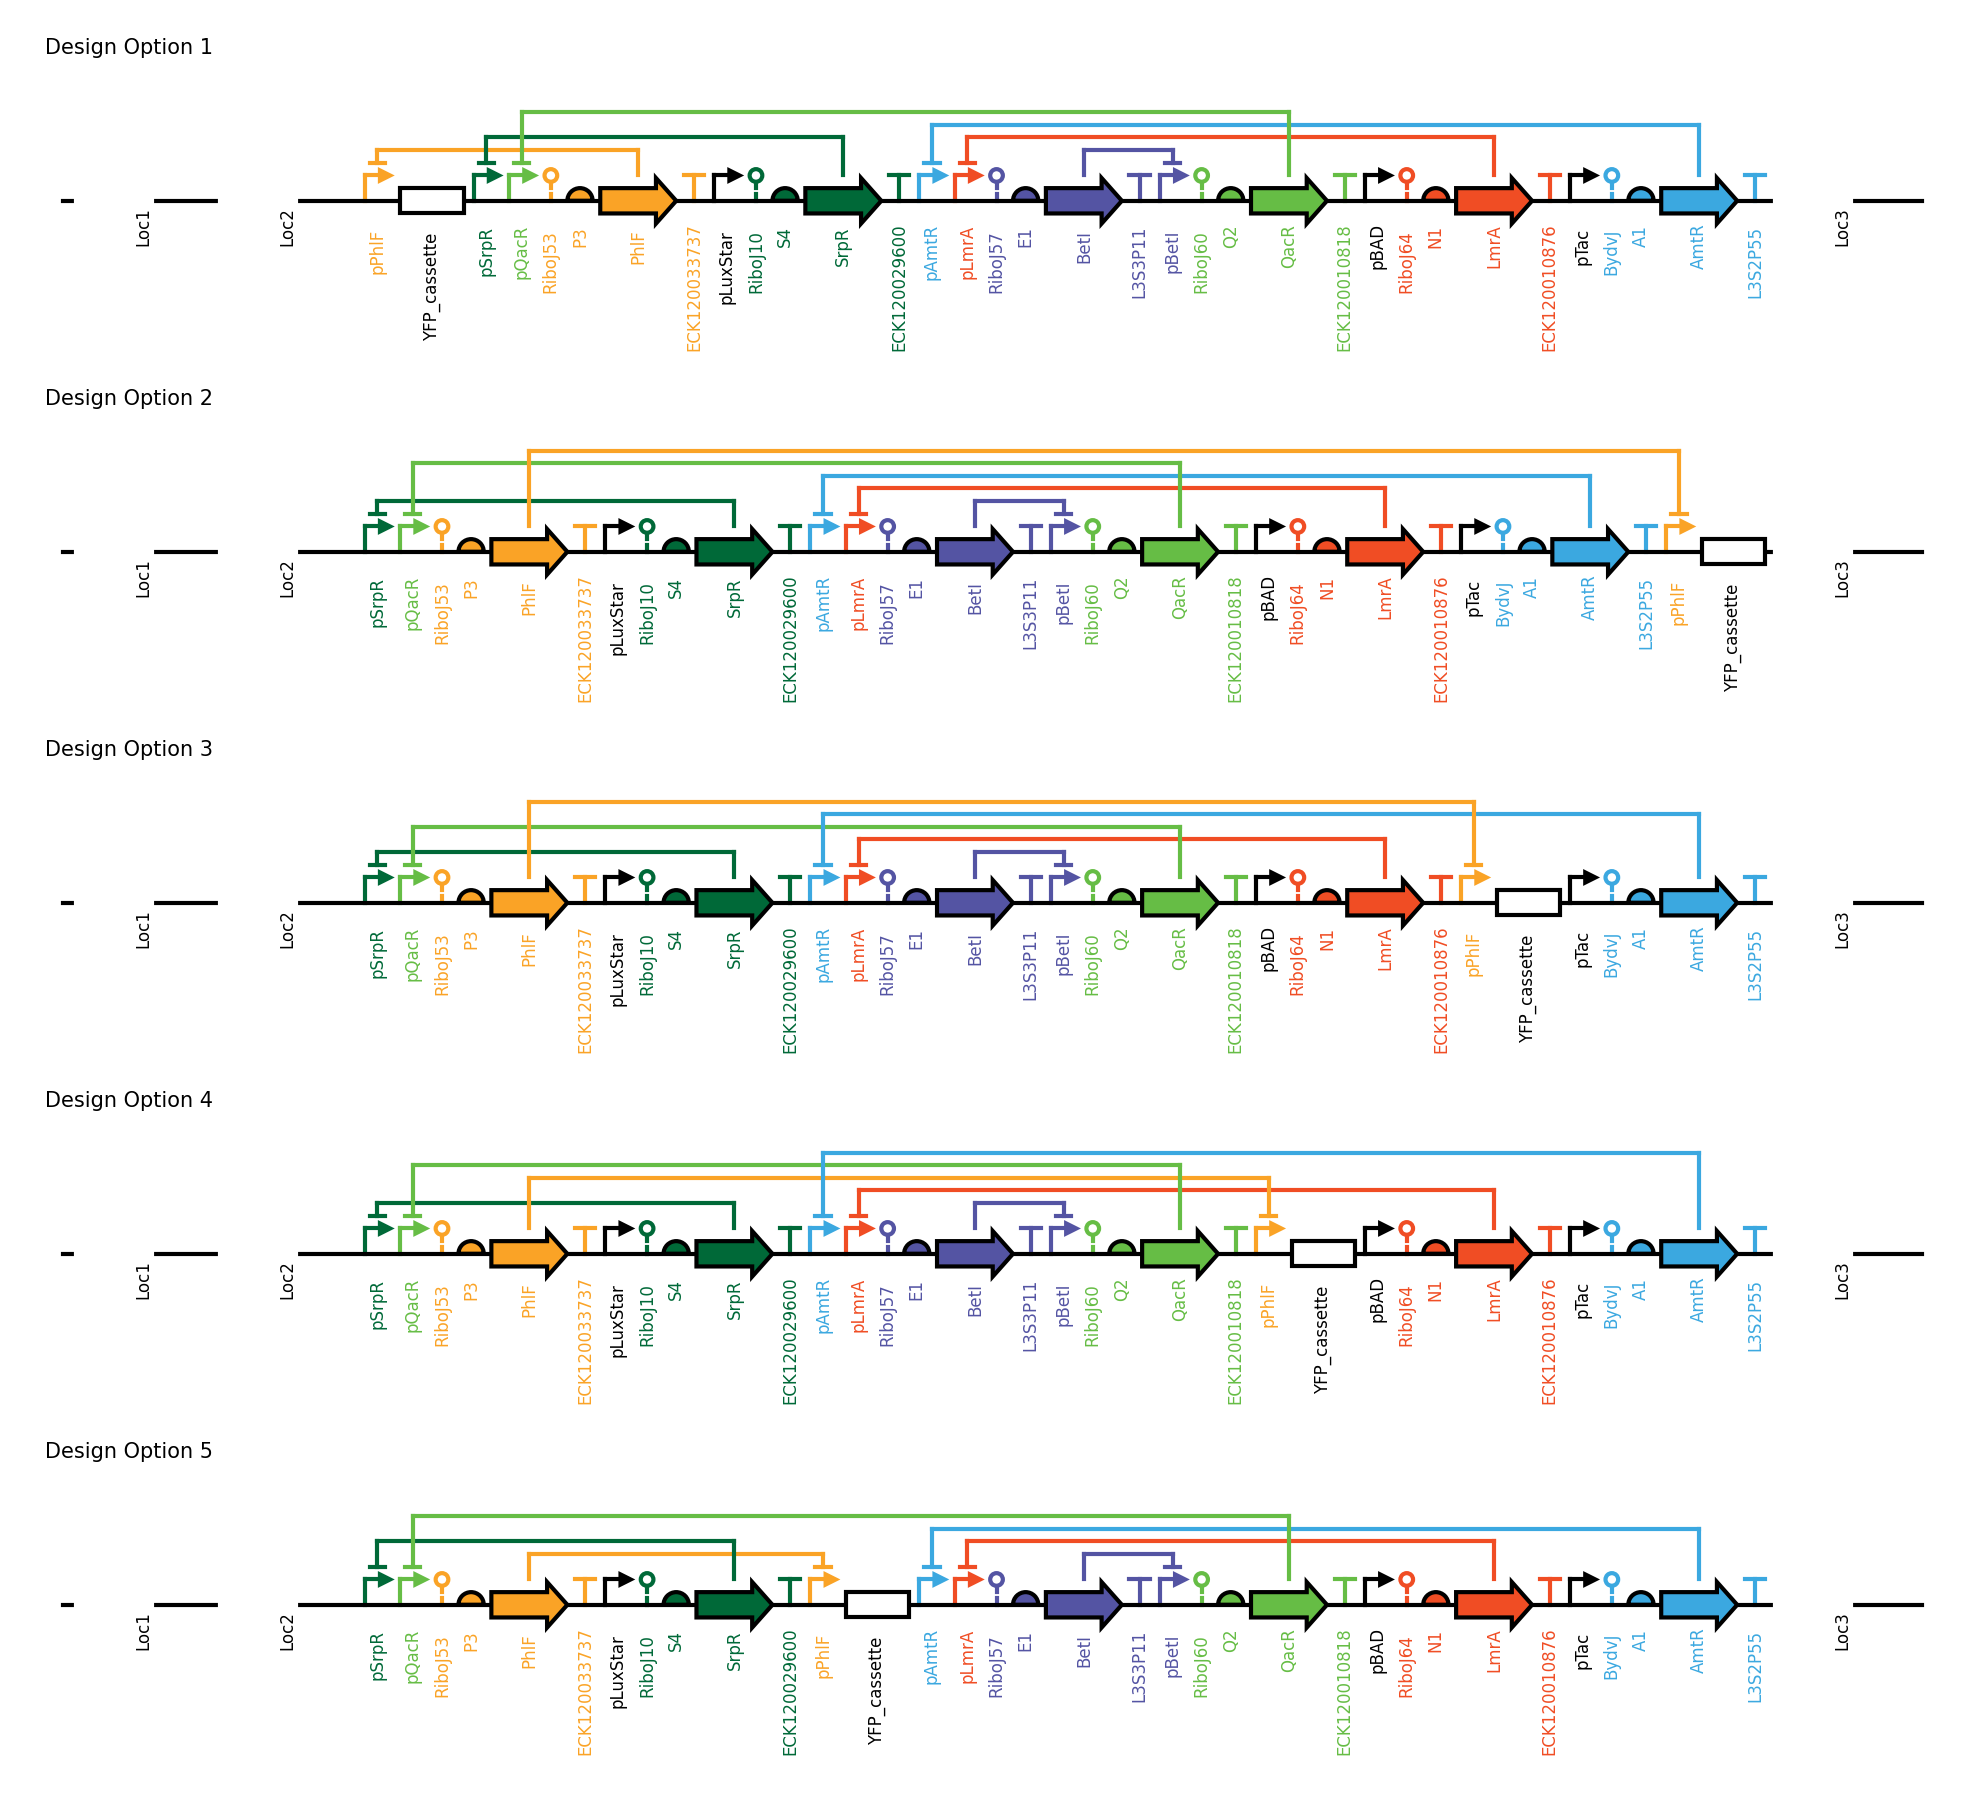 Design Option 1
Loc1 Loc2 pPhlF YFP_cassette pSrpR pQacR RiboJ53 P3 PhlF ECK120033737 pLuxStar RiboJ10 S4 SrpR ECK120029600 pAmtR pLmrA RiboJ57 E1 BetI L3S3P11 pBetI RiboJ60 Q2 QacR ECK120010818 pBAD RiboJ64 N1 LmrA ECK120010876 pTac BydvJ A1 AmtR L3S2P55 Loc3
Design Option 2
Loc1 Loc2 pSrpR pQacR RiboJ53 P3 PhlF ECK120033737 pLuxStar RiboJ10 S4 SrpR ECK120029600 pAmtR pLmrA RiboJ57 E1 BetI L3S3P11 pBetI RiboJ60 Q2 QacR ECK120010818 pBAD RiboJ64 N1 LmrA ECK120010876 pTac BydvJ A1 AmtR L3S2P55 pPhlF YFP_cassette Loc3
Design Option 3
Loc1 Loc2 pSrpR pQacR RiboJ53 P3 PhlF ECK120033737 pLuxStar RiboJ10 S4 SrpR ECK120029600 pAmtR pLmrA RiboJ57 E1 BetI L3S3P11 pBetI RiboJ60 Q2 QacR ECK120010818 pBAD RiboJ64 N1 LmrA ECK120010876 pPhlF YFP_cassette pTac BydvJ A1 AmtR L3S2P55 Loc3
Design Option 4
Loc1 Loc2 pSrpR pQacR RiboJ53 P3 PhlF ECK120033737 pLuxStar RiboJ10 S4 SrpR ECK120029600 pAmtR pLmrA RiboJ57 E1 BetI L3S3P11 pBetI RiboJ60 Q2 QacR ECK120010818 pPhlF YFP_cassette pBAD RiboJ64 N1 LmrA ECK120010876 pTac BydvJ A1 AmtR L3S2P55 Loc3
Design Option 5
Loc1 Loc2 pSrpR pQacR RiboJ53 P3 PhlF ECK120033737 pLuxStar RiboJ10 S4 SrpR ECK120029600 pPhlF YFP_cassette pAmtR pLmrA RiboJ57 E1 BetI L3S3P11 pBetI RiboJ60 Q2 QacR ECK120010818 pBAD RiboJ64 N1 LmrA ECK120010876 pTac BydvJ A1 AmtR L3S2P55 Loc3